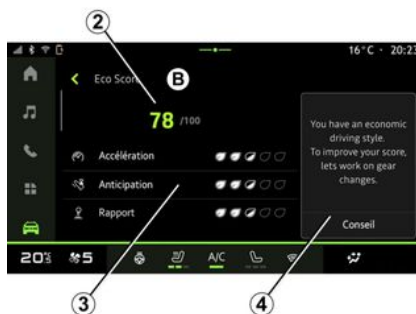 2
16°C • 20:23
Eco Score
B
78 /100
Accélération
Anticipation
Rapport
You have an economic
driving style.
To improve your score,
lets work on gear
changes.
Conseil
20°5
5
A/C
3
4